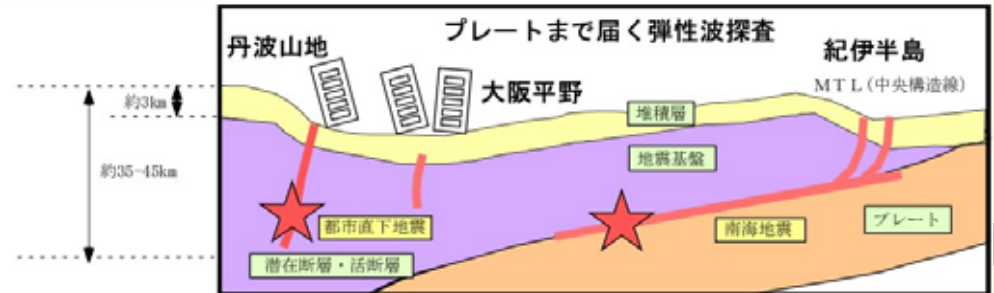 プレートまで届く弾性波探査
丹波山地
紀伊半島
MTL(中央構造線)
大阪平野
約3km
堆積層
地震基盤
約35-45km
都市直下地震
南海地震
プレート
潜在断層・活断層